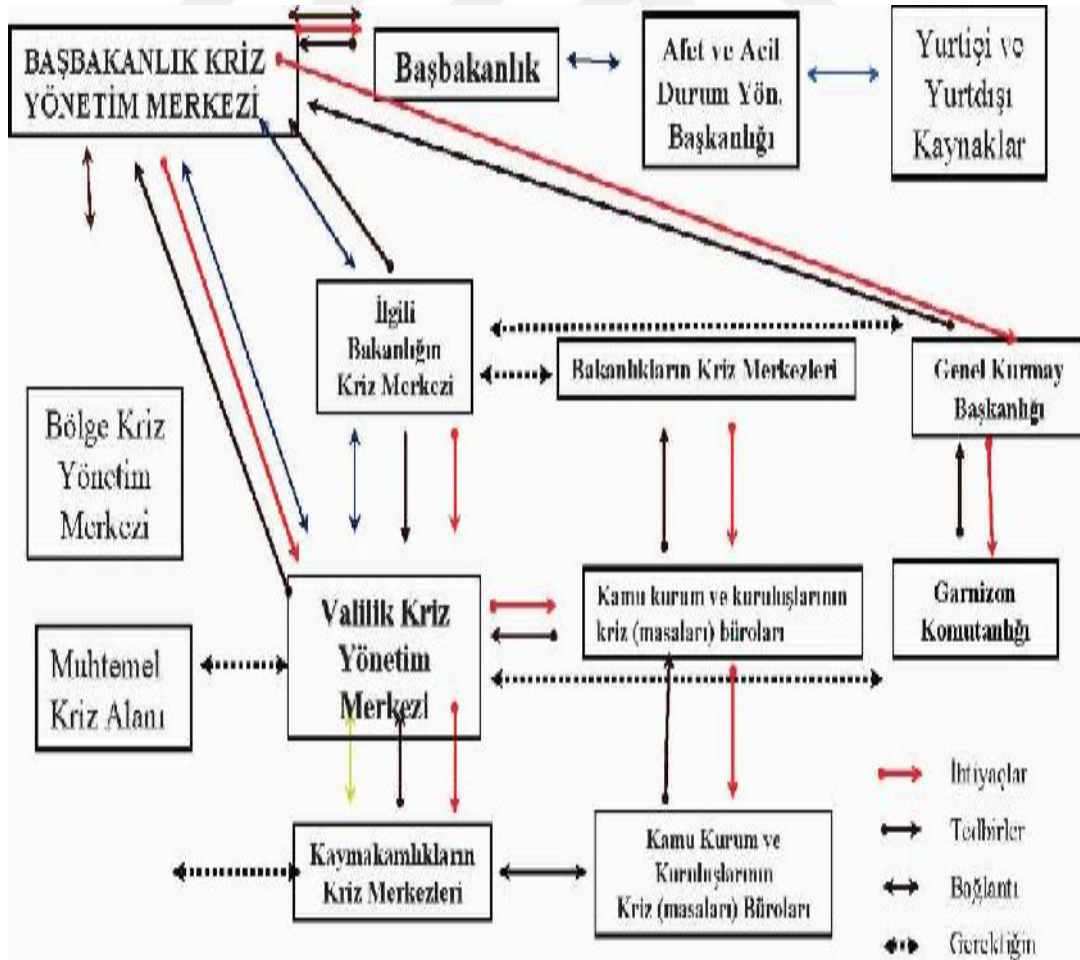 BAŞBAKANLIK KRİZ
YÖNETİM MERKEZİ
Başbakanlık
Afet ve Acil
Durum Yön.
Başkanlığı
Yurtiçi ve
Yurtdışı
Kaynaklar
İlgili
Bakanlığın
Kriz Merkezi
Bakanlıkların Kriz Merkezleri
Genel Kurmay
Başkanlığı
Bölge Kriz
Yönetim
Merkezi
Valilik Kriz
Yönetim
Merkezi
Kamu kurum ve kuruluşlarının
kriz (masaları) büroları
Garnizon
Komutanlığı
Muhtemel
Kriz Alanı
Kaymakamlıkların
Kriz Merkezleri
Kamu Kurum ve
Kuruluşlarının
Kriz (masaları) Büroları
İhtiyaçlar
Tedbirler
Bağlantı
Gerektiğin